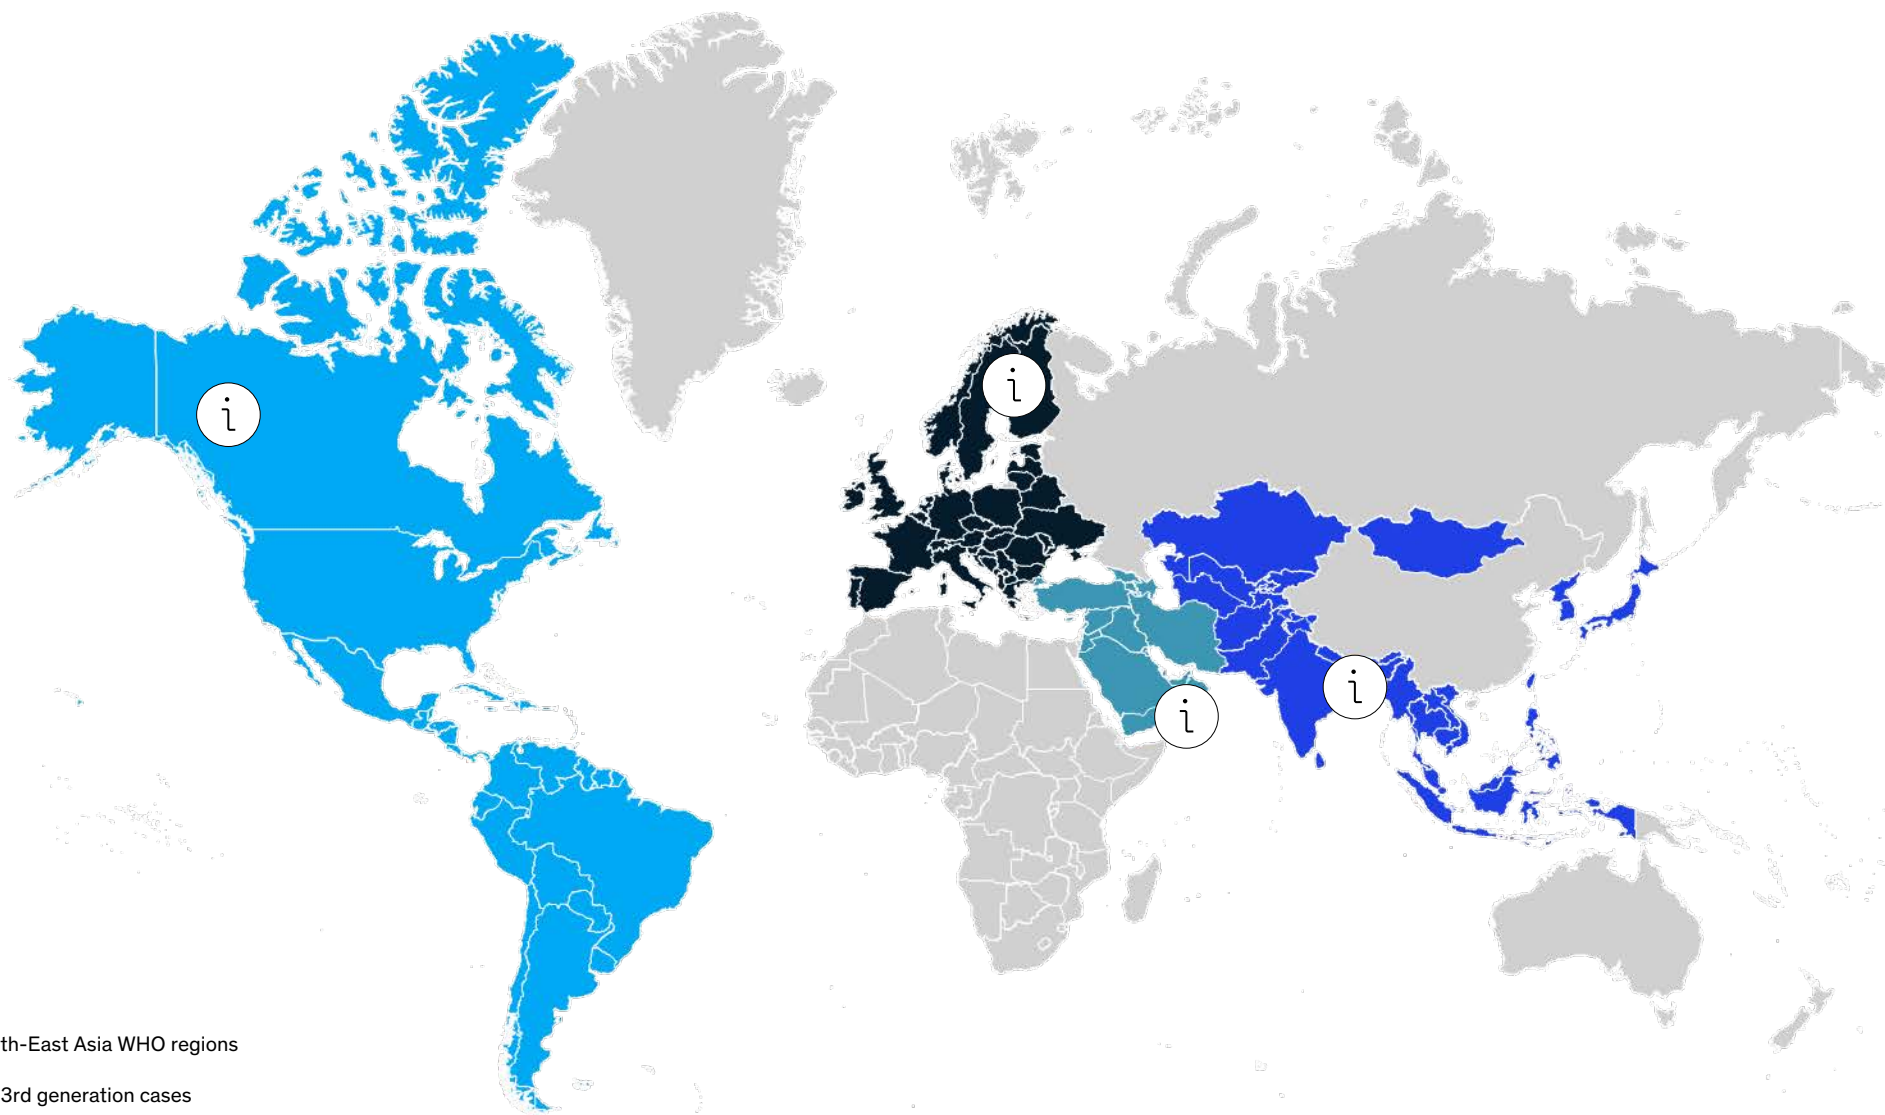 i
i
i
i
th-East Asia WHO regions
3rd generation cases